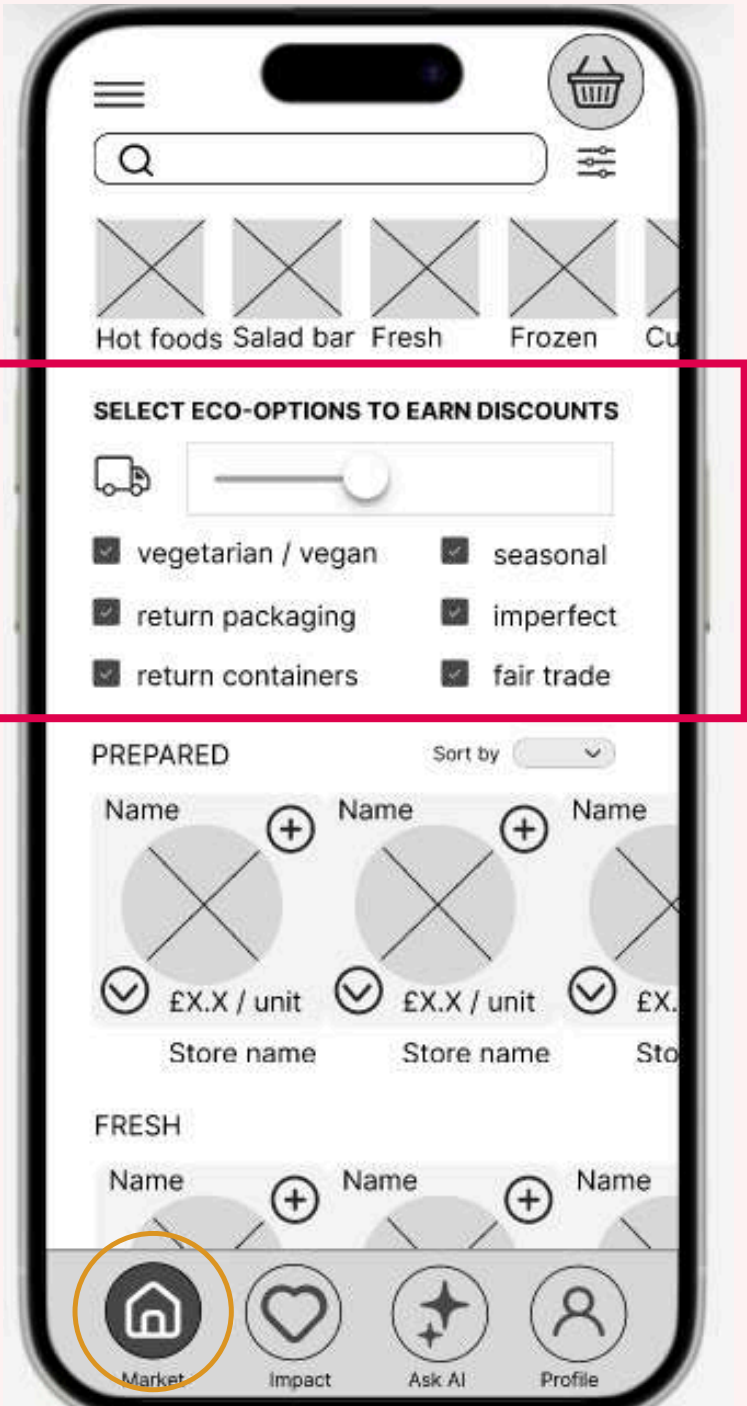 Hot foods Salad bar Fresh Frozen Cu
SELECT ECO-OPTIONS TO EARN DISCOUNTS
vegetarian / vegan seasonal
return packaging imperfect
return containers fair trade
PREPARED Sort by
Name Name Name
£X.X / unit £X.X / unit £X.
Store name Store name Sto
FRESH
Name Name Name
Market Impact Ask AI Profile